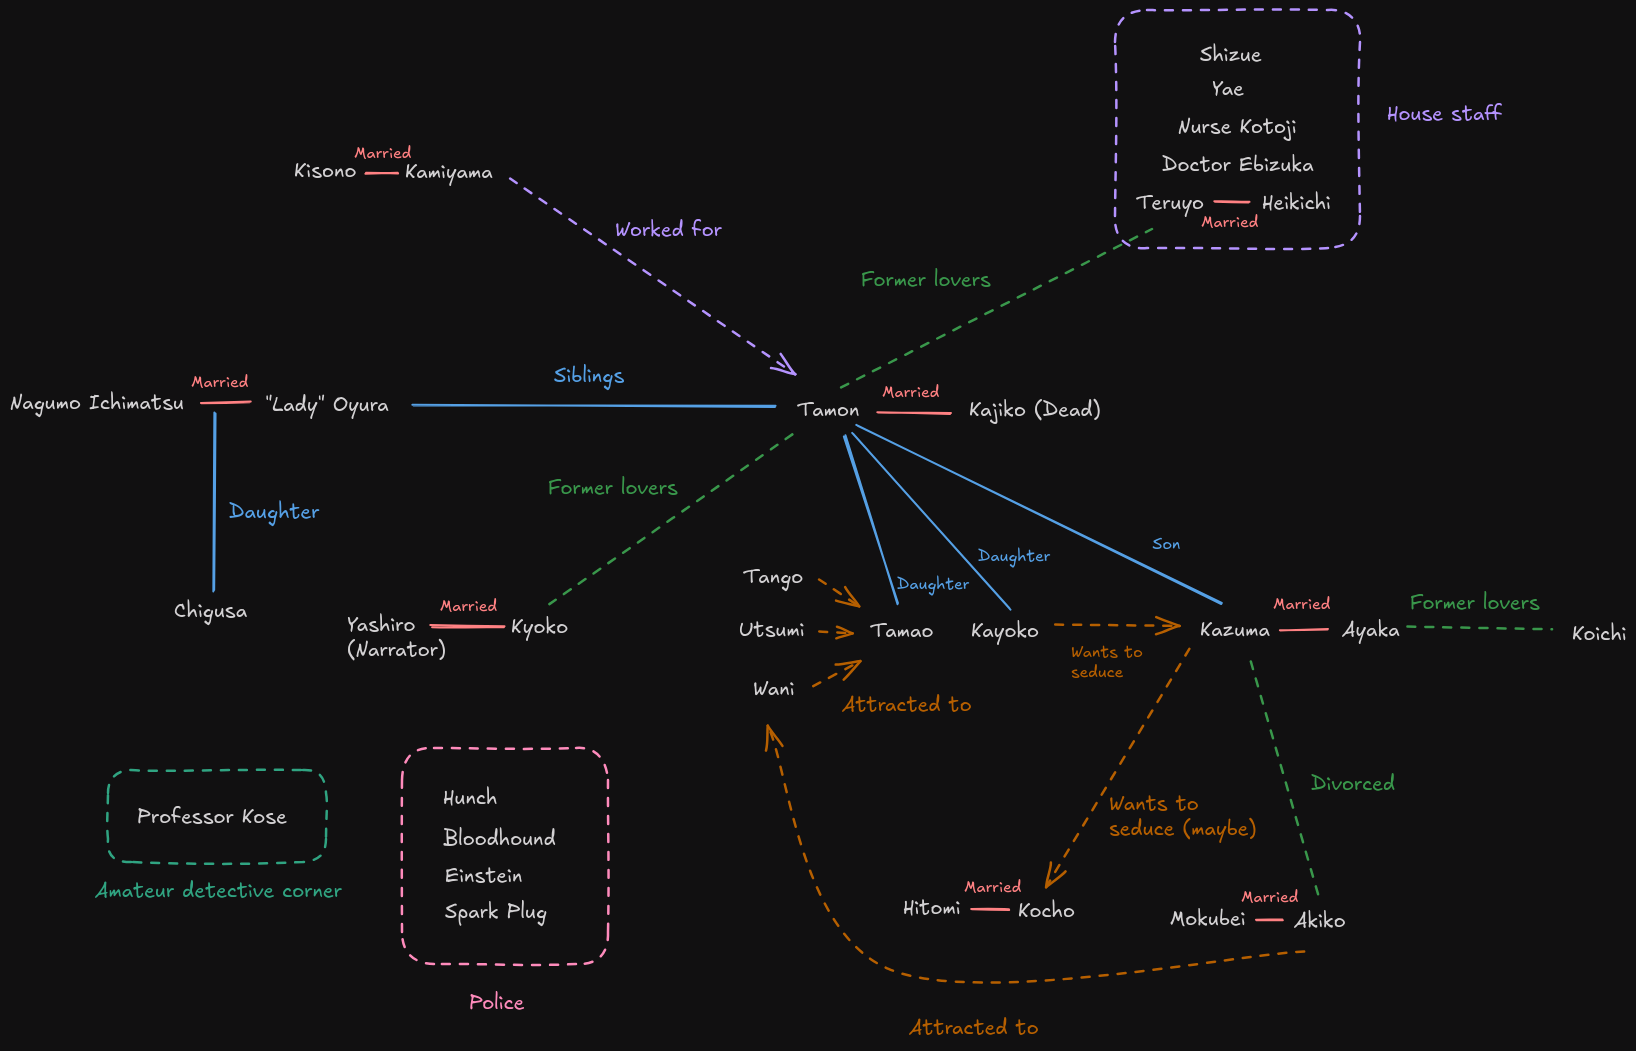 Shizue
Yae
Nurse Kotoji
Doctor Ebizuka
Teruyo
Heikichi
Married
House staff
Married
Kisono
Kamiyama
Worked for
Former lovers
Siblings
Married
Nagumo Ichimatsu
"Lady" Oyura
Tamon
Married
Kajiko (Dead)
Former lovers
Daughter
Daughter
Daughter
Son
Chigusa
Married
Yashiro
(Narrator)
Kyoko
Tango
Utsumi
Wani
Tamao
Attracted to
Kayoko
Wants to
seduce
Kazuma
Married
Ayaka
Former lovers
Koichi
Professor Kose
Amateur detective corner
Hunch
Bloodhound
Einstein
Spark Plug
Police
Wants to
seduce (maybe)
Divorced
Married
Hitomi
Kocho
Married
Mokubei
Akiko
Attracted to